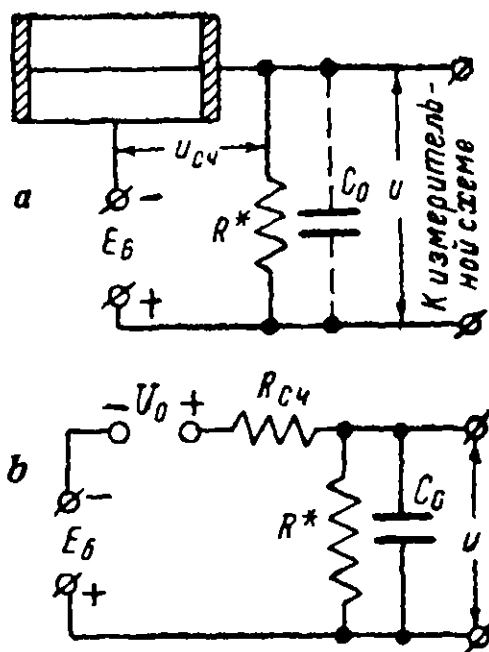 uсч
a
−
Eб
+
R*
C₀
u
К измеритель-
ной схеме
− U₀ +
Rсч
b
−
Eб
+
R*
C₀
u